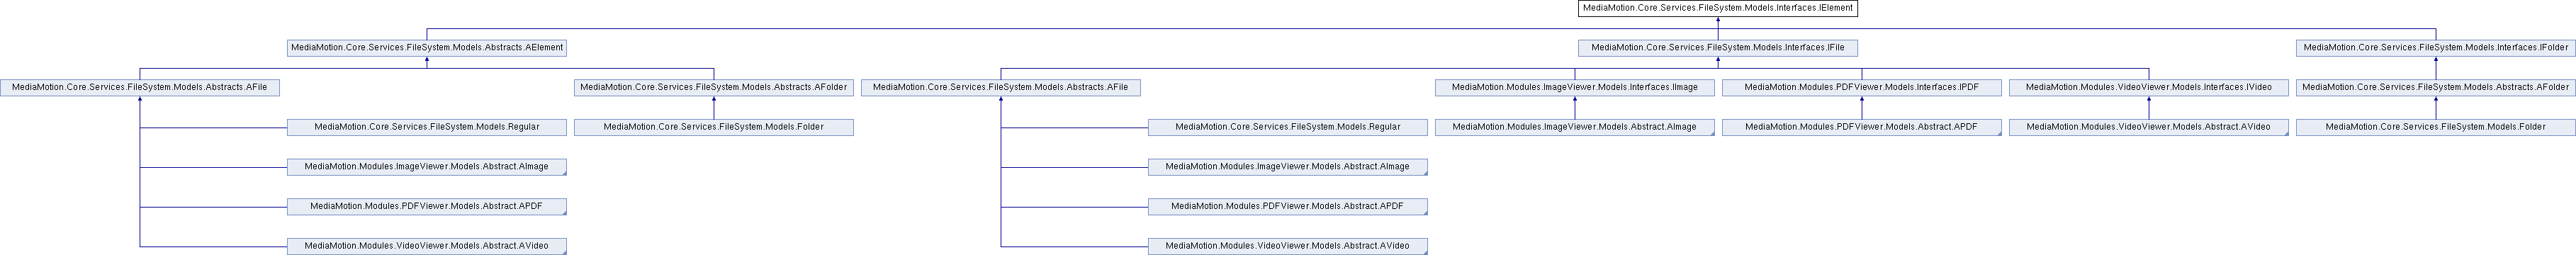 MediaMotion.Core.Services.FileSystem.Models.Interfaces.IElement
MediaMotion.Core.Services.FileSystem.Models.Abstracts.AElement
MediaMotion.Core.Services.FileSystem.Models.Interfaces.IFile
MediaMotion.Core.Services.FileSystem.Models.Interfaces.IFolder
MediaMotion.Core.Services.FileSystem.Models.Abstracts.AFile
MediaMotion.Core.Services.FileSystem.Models.Abstracts.AFolder
MediaMotion.Core.Services.FileSystem.Models.Abstracts.AFile
MediaMotion.Modules.ImageViewer.Models.Interfaces.IImage
MediaMotion.Modules.PDFViewer.Models.Interfaces.IPDF
MediaMotion.Modules.VideoViewer.Models.Interfaces.IVideo
MediaMotion.Core.Services.FileSystem.Models.Abstracts.AFolder
MediaMotion.Core.Services.FileSystem.Models.Regular
MediaMotion.Core.Services.FileSystem.Models.Folder
MediaMotion.Core.Services.FileSystem.Models.Regular
MediaMotion.Modules.ImageViewer.Models.Abstract.AImage
MediaMotion.Modules.PDFViewer.Models.Abstract.APDF
MediaMotion.Modules.VideoViewer.Models.Abstract.AVideo
MediaMotion.Core.Services.FileSystem.Models.Folder
MediaMotion.Modules.ImageViewer.Models.Abstract.AImage
MediaMotion.Modules.ImageViewer.Models.Abstract.AImage
MediaMotion.Modules.PDFViewer.Models.Abstract.APDF
MediaMotion.Modules.PDFViewer.Models.Abstract.APDF
MediaMotion.Modules.VideoViewer.Models.Abstract.AVideo
MediaMotion.Modules.VideoViewer.Models.Abstract.AVideo